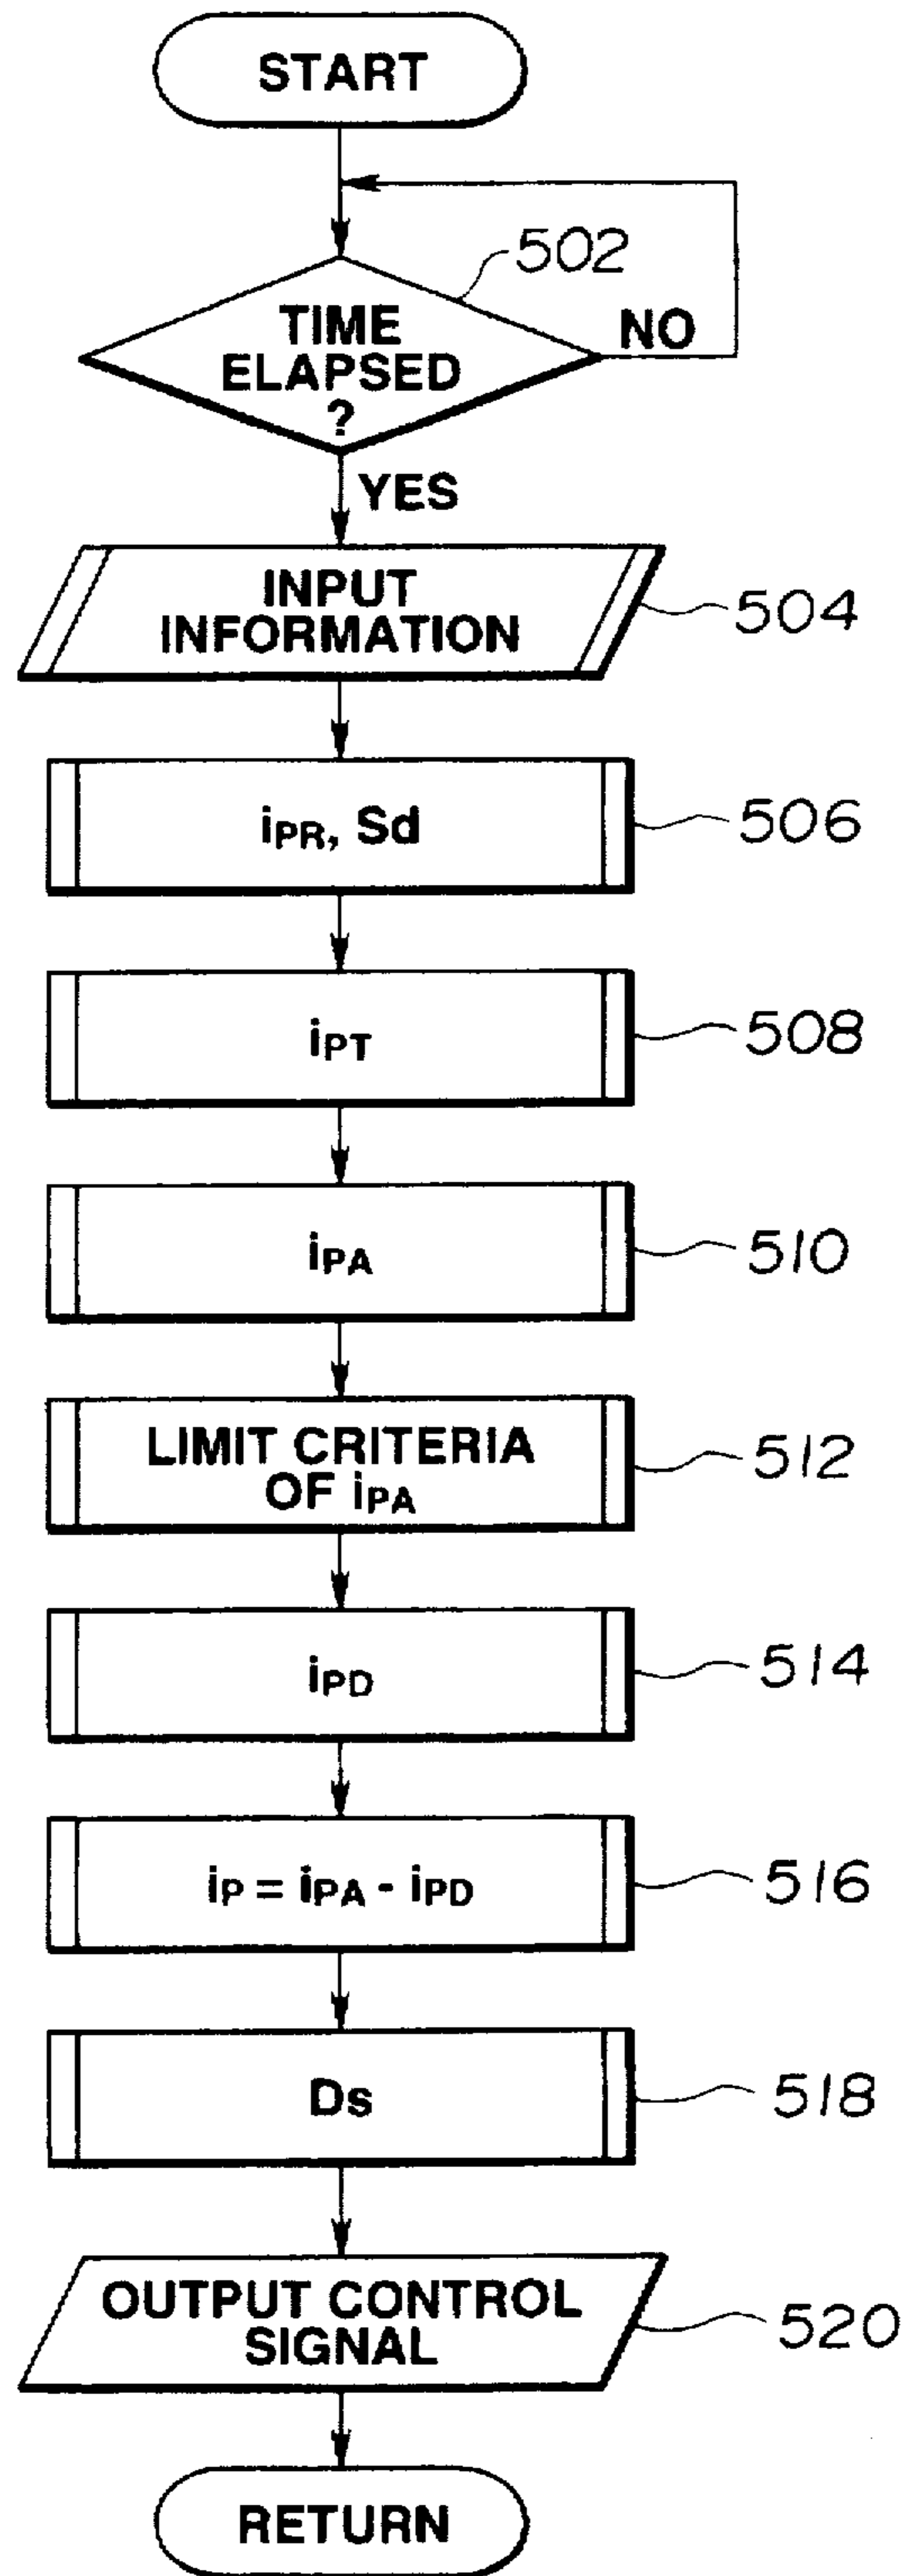 START
502
TIME
ELAPSED
?
NO
YES
INPUT
INFORMATION
504
iPR, Sd
506
iPT
508
iPA
510
LIMIT CRITERIA
OF iPA
512
iPD
514
iP = iPA - iPD
516
Ds
518
OUTPUT CONTROL
SIGNAL
520
RETURN